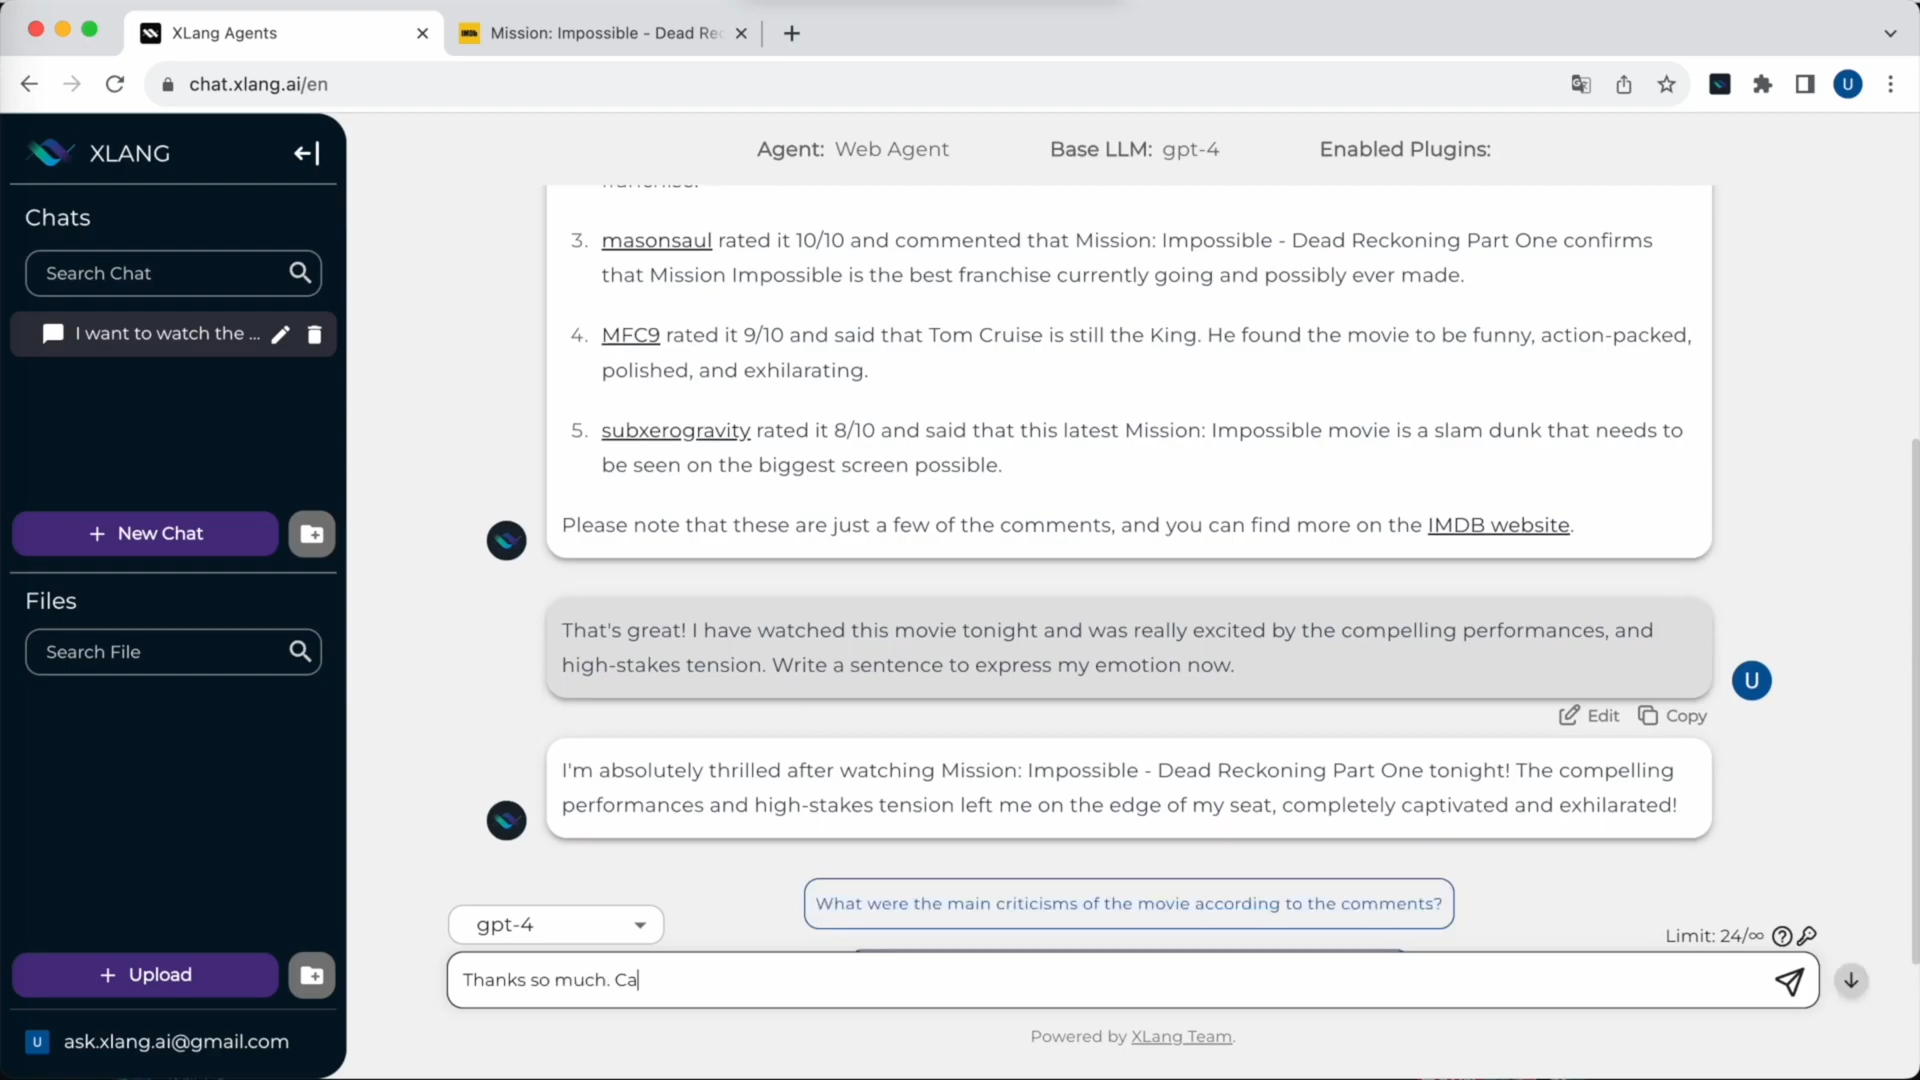 XLang Agents
IMDb Mission: Impossible - Dead Rec
chat.xlang.ai/en
U
XLANG
Agent: Web Agent
Base LLM: gpt-4
Enabled Plugins:
Chats
Search Chat
I want to watch the ...
+ New Chat
Files
Search File
+ Upload
U ask.xlang.ai@gmail.com
franchise.
3. masonsaul rated it 10/10 and commented that Mission: Impossible - Dead Reckoning Part One confirms
that Mission Impossible is the best franchise currently going and possibly ever made.
4. MFC9 rated it 9/10 and said that Tom Cruise is still the King. He found the movie to be funny, action-packed,
polished, and exhilarating.
5. subxerogravity rated it 8/10 and said that this latest Mission: Impossible movie is a slam dunk that needs to
be seen on the biggest screen possible.
Please note that these are just a few of the comments, and you can find more on the IMDB website.
That's great! I have watched this movie tonight and was really excited by the compelling performances, and
high-stakes tension. Write a sentence to express my emotion now.
U
Edit Copy
I'm absolutely thrilled after watching Mission: Impossible - Dead Reckoning Part One tonight! The compelling
performances and high-stakes tension left me on the edge of my seat, completely captivated and exhilarated!
What were the main criticisms of the movie according to the comments?
gpt-4
Limit: 24/∞
Thanks so much. Ca
Powered by XLang Team.